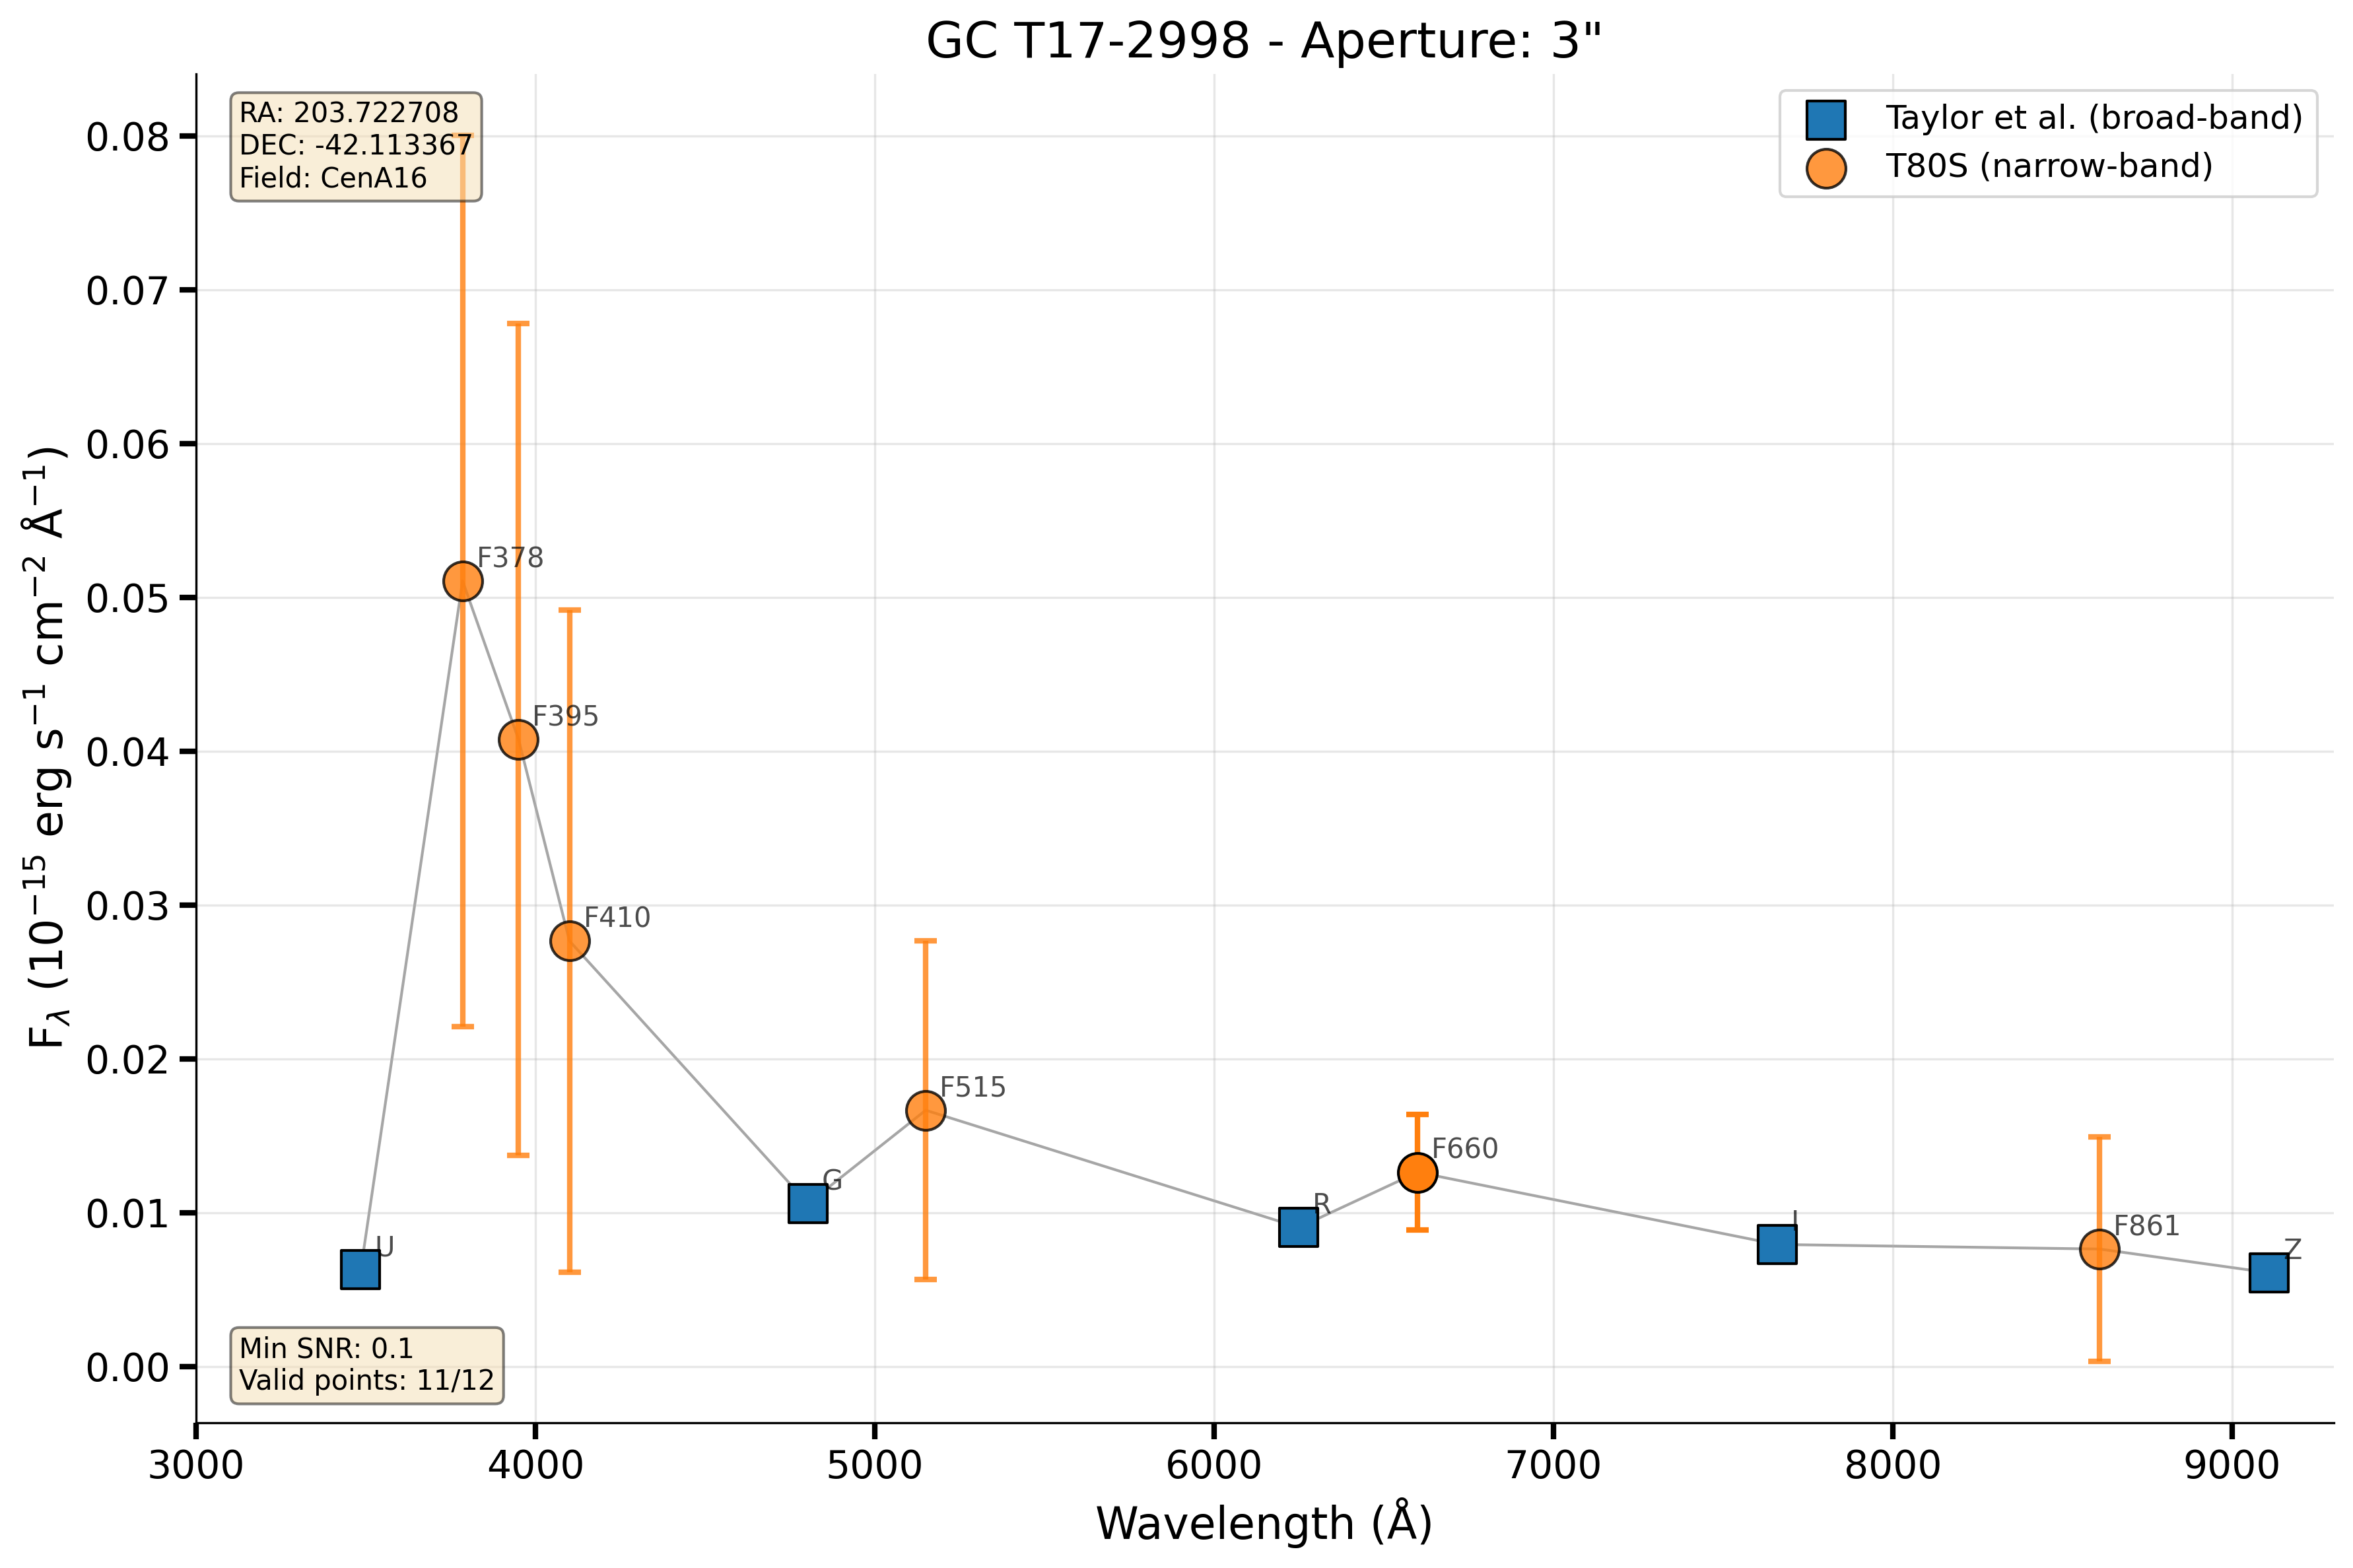 GC T17-2998 - Aperture: 3"
RA: 203.722708
DEC: -42.113367
Field: CenA16
Taylor et al. (broad-band)
T80S (narrow-band)
0.08
0.07
0.06
0.05
0.04
0.03
0.02
0.01
0.00
F_λ (10⁻¹⁵ erg s⁻¹ cm⁻² Å⁻¹)
U
F378
F395
F410
G
F515
R
F660
I
F861
Z
Min SNR: 0.1
Valid points: 11/12
3000 4000 5000 6000 7000 8000 9000
Wavelength (Å)